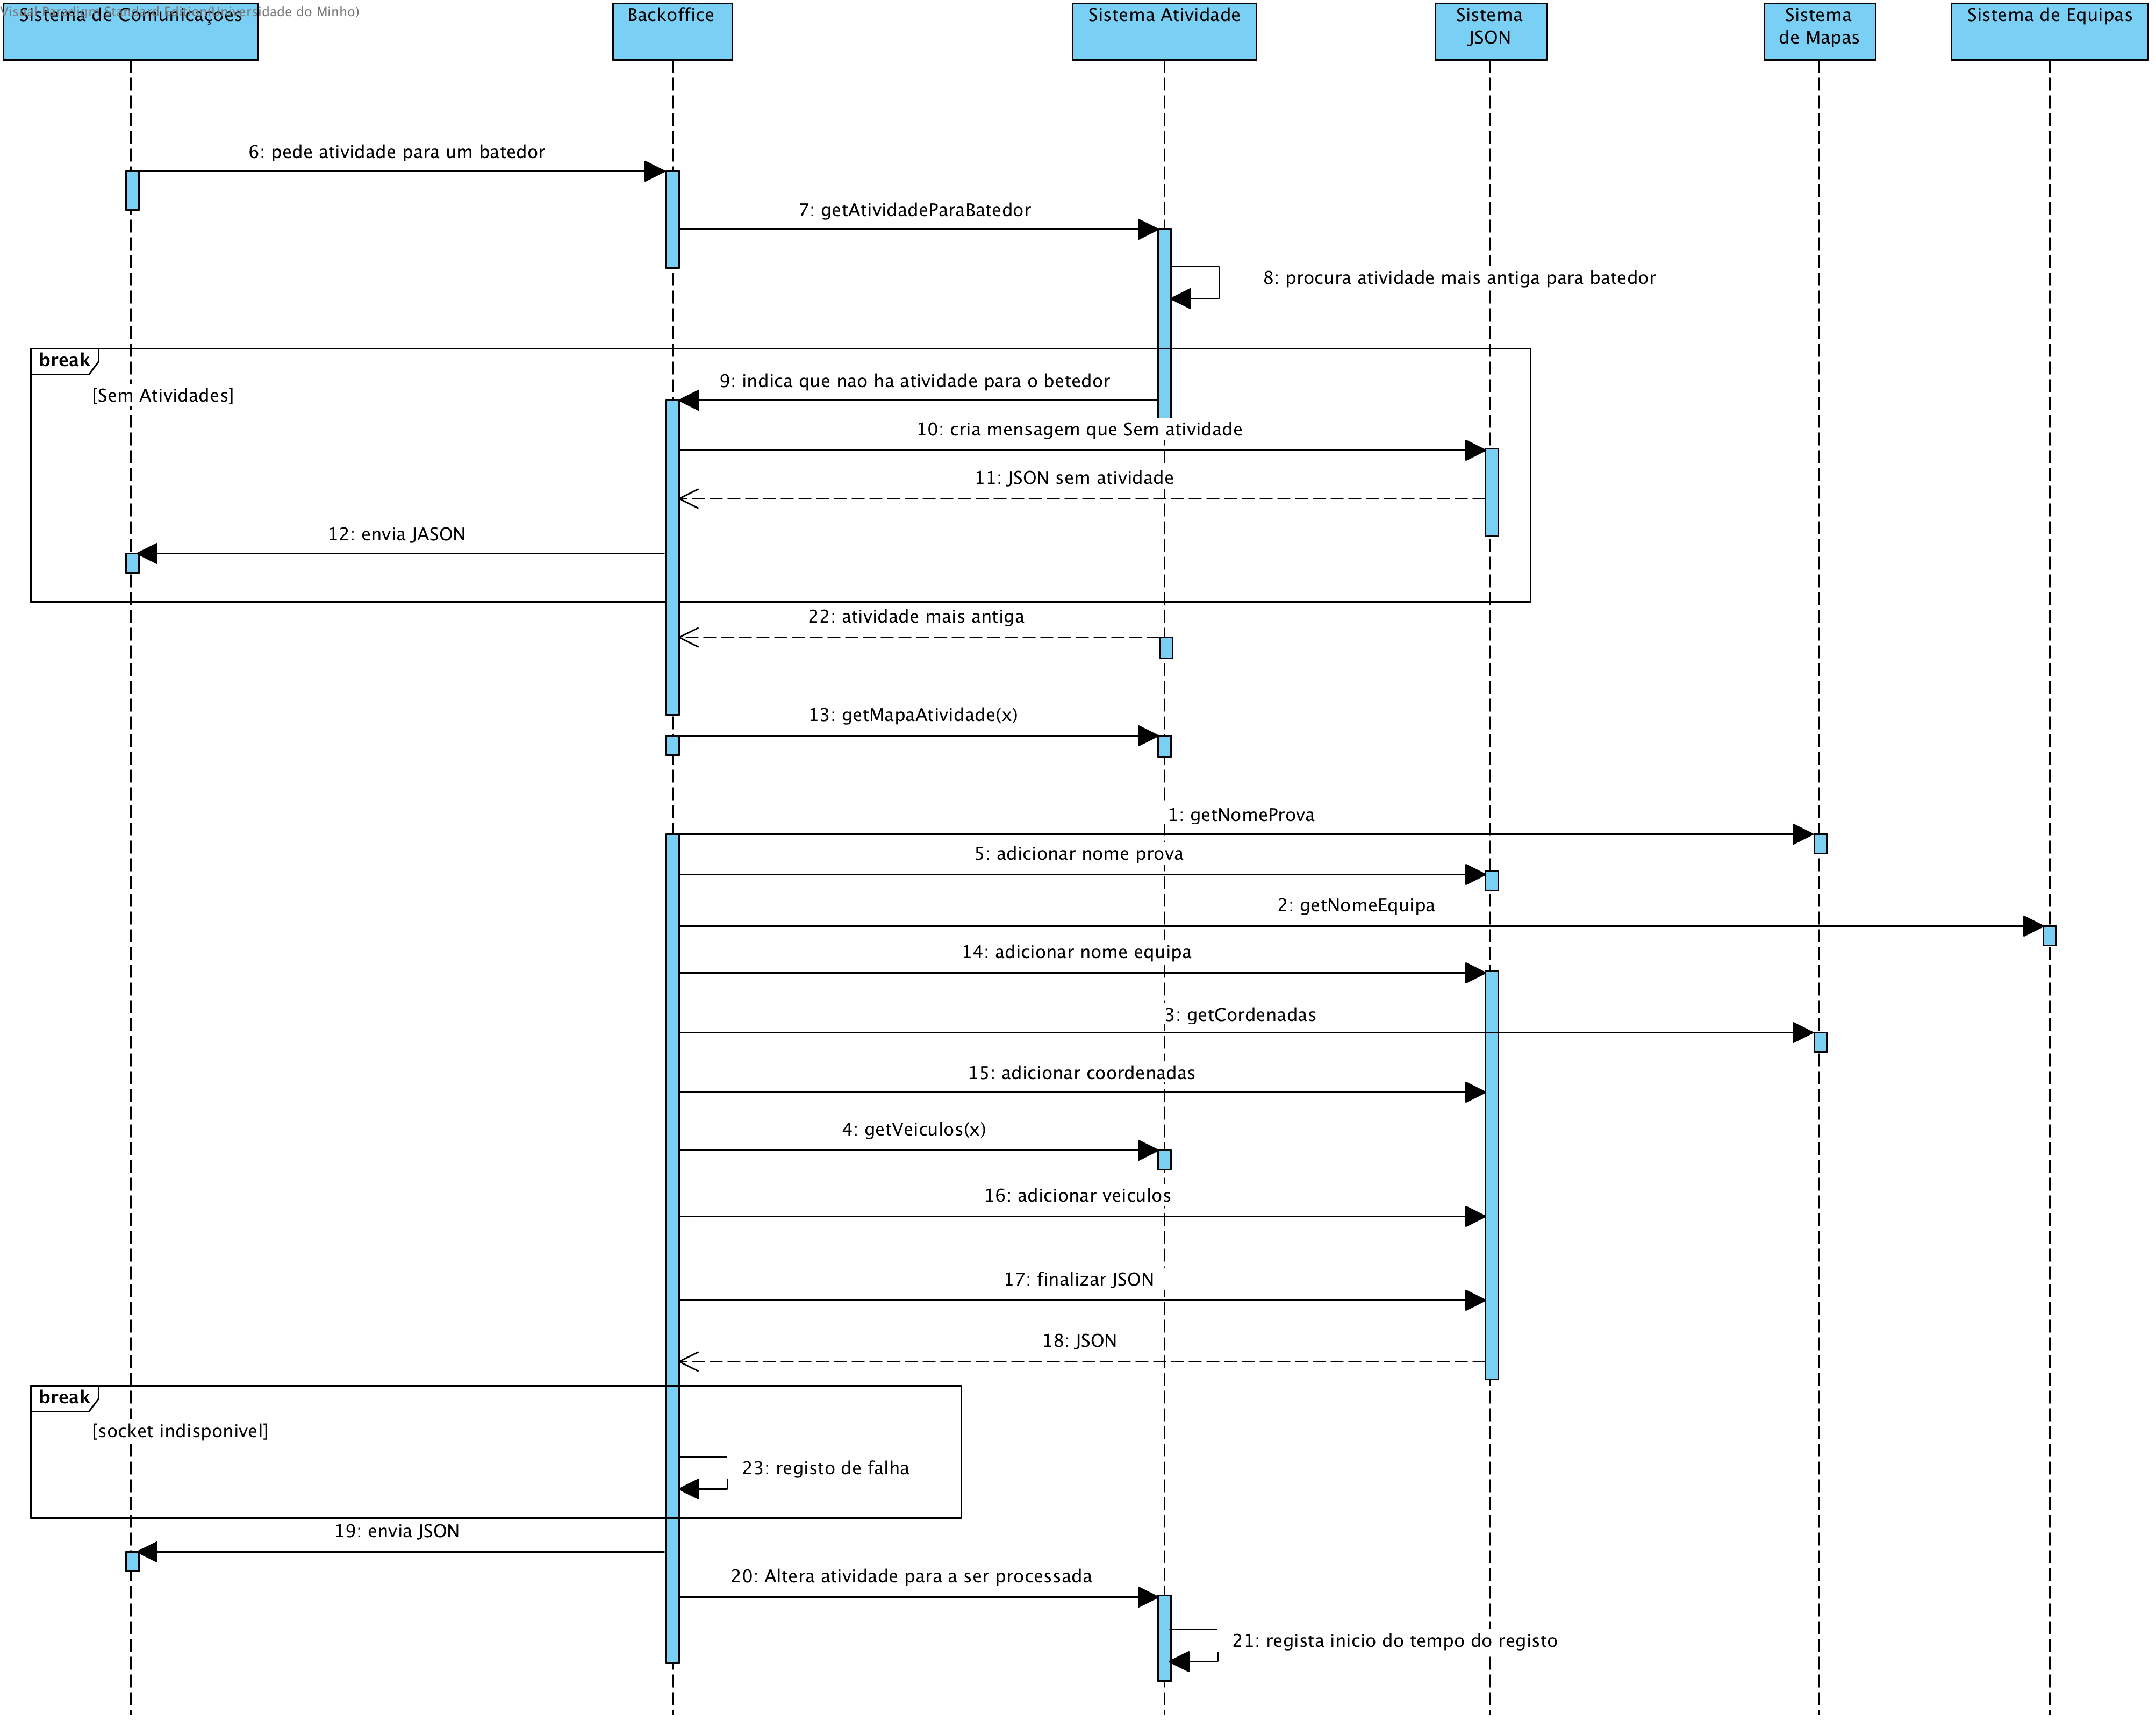 Visual Paradigm Standard Edition(Universidade do Minho)
Sistema de Comunicações
Backoffice
Sistema Atividade
Sistema
JSON
Sistema
de Mapas
Sistema de Equipas
6: pede atividade para um batedor
7: getAtividadeParaBatedor
8: procura atividade mais antiga para batedor
break
[Sem Atividades]
9: indica que nao ha atividade para o betedor
10: cria mensagem que Sem atividade
11: JSON sem atividade
12: envia JASON
22: atividade mais antiga
13: getMapaAtividade(x)
1: getNomeProva
5: adicionar nome prova
2: getNomeEquipa
14: adicionar nome equipa
3: getCordenadas
15: adicionar coordenadas
4: getVeiculos(x)
16: adicionar veiculos
17: finalizar JSON
18: JSON
break
[socket indisponivel]
23: registo de falha
19: envia JSON
20: Altera atividade para a ser processada
21: regista inicio do tempo do registo